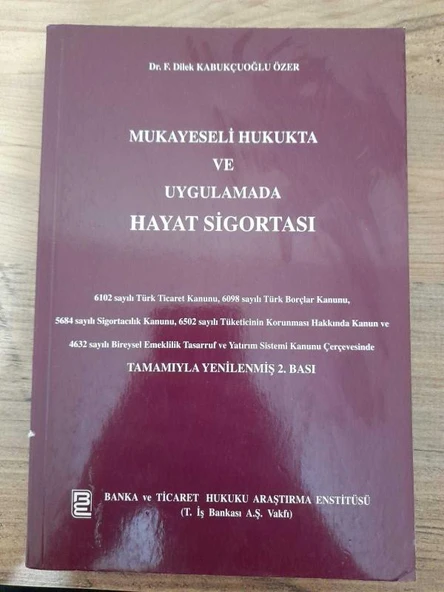 Dr. F. Dilek KABUKÇUOĞLU ÖZER
MUKAYESELİ HUKUKTA
VE
UYGULAMADA
HAYAT SİGORTASI
6102 sayılı Türk Ticaret Kanunu, 6098 sayılı Türk Borçlar Kanunu,
5684 sayılı Sigortacılık Kanunu, 6502 sayılı Tüketicinin Korunması Hakkında Kanun ve
4632 sayılı Bireysel Emeklilik Tasarruf ve Yatırım Sistemi Kanunu Çerçevesinde
TAMAMIYLA YENİLENMİŞ 2. BASI
BANKA ve TİCARET HUKUKU ARAŞTIRMA ENSTİTÜSÜ
(T. İş Bankası A.Ş. Vakfı)